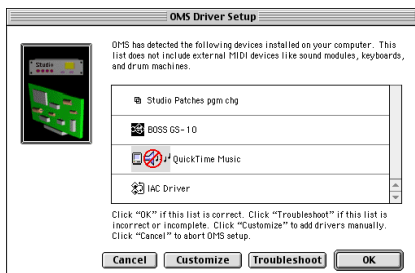 OMS Driver Setup
Studio
OMS has detected the following devices installed on your computer. This
list does not include external MIDI devices like sound modules, keyboards,
and drum machines.
Studio Patches pgm chg
BOSS GS-10
QuickTime Music
IAC Driver
Click "OK" if this is correct. Click "Troubleshoot" if this list is
incorrect or incomplete. Click "Customize" to add drivers manually.
Click "Cancel" to abort OMS setup.
Cancel Customize Troubleshoot OK